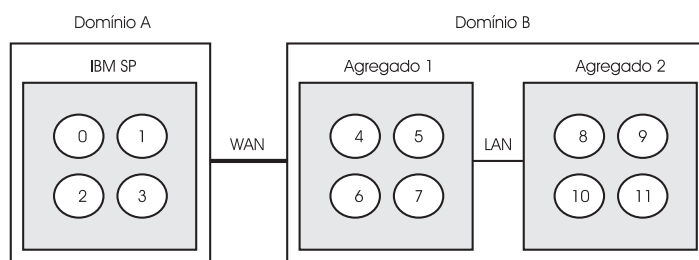 Domínio A
Domínio B
IBM SP
Agregado 1
Agregado 2
0 1
4 5
8 9
WAN
LAN
2 3
6 7
10 11